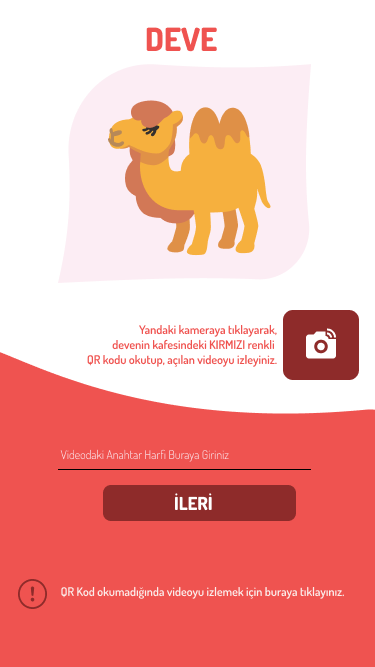 DEVE
Yandaki kameraya tıklayarak,
devenin kafesindeki KIRMIZI renkli
QR kodu okutup, açılan videoyu izleyiniz.
Videodaki Anahtar Harfi Buraya Giriniz
İLERİ
! QR Kod okumadığında videoyu izlemek için buraya tıklayınız.